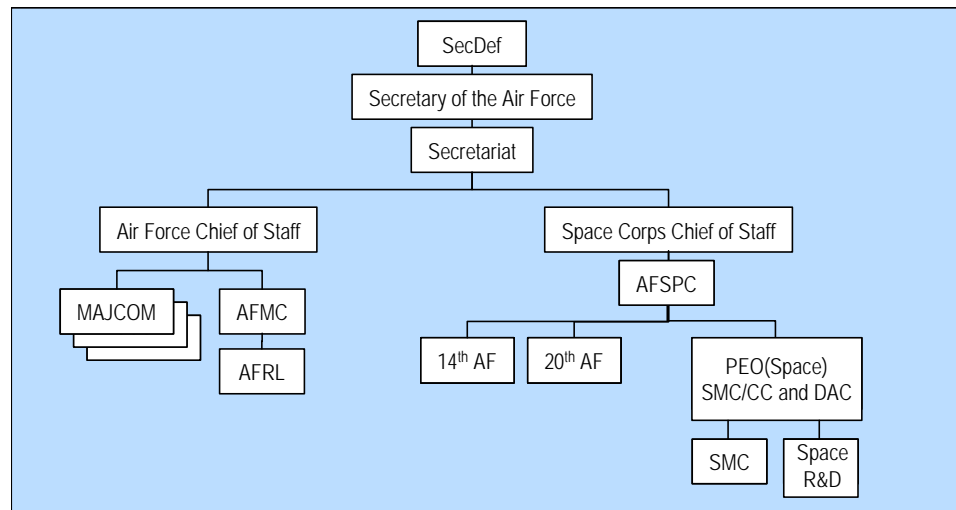 SecDef
Secretary of the Air Force
Secretariat
Air Force Chief of Staff
Space Corps Chief of Staff
AFSPC
MAJCOM
AFMC
14th AF
20th AF
PEO(Space)
SMC/CC and DAC
AFRL
SMC
Space
R&D